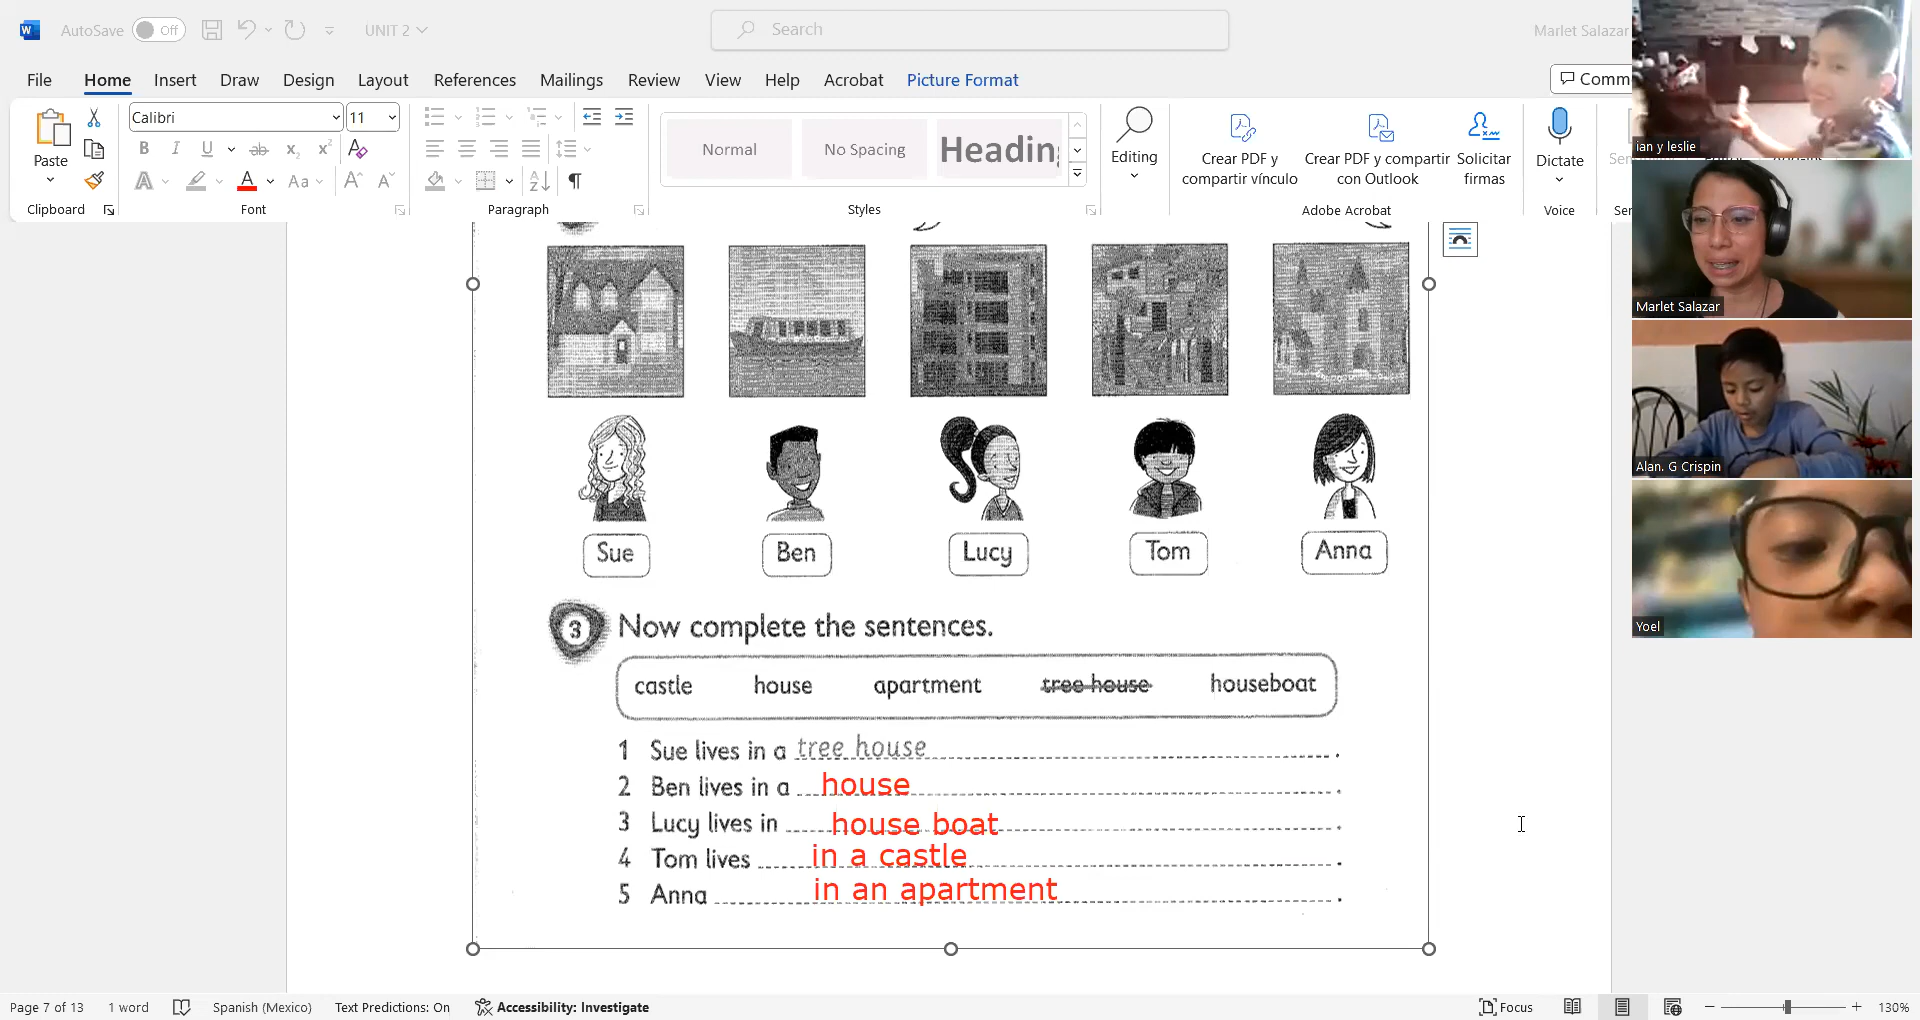 AutoSave Off UNIT 2 Search Marlet Salazar
File Home Insert Draw Design Layout References Mailings Review View Help Acrobat Picture Format Comm
Calibri 11
Paste
Clipboard Font Paragraph
Normal No Spacing Heading
Styles
Editing
Crear PDF y compartir vínculo
Crear PDF y compartir con Outlook
Solicitar firmas
Adobe Acrobat
Dictate
Voice
ian y leslie
Marlet Salazar
Alan. G Crispin
Yoel
Sue Ben Lucy Tom Anna
3 Now complete the sentences.
castle house apartment tree house houseboat
1 Sue lives in a tree house .
2 Ben lives in a house .
3 Lucy lives in house boat .
4 Tom lives in a castle .
5 Anna in an apartment .
Page 7 of 13 1 word Spanish (Mexico) Text Predictions: On Accessibility: Investigate Focus 130%